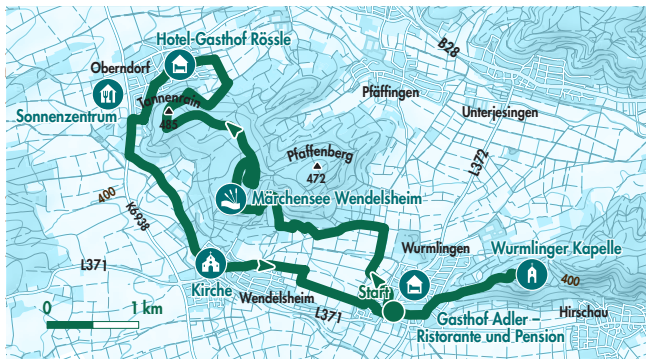 Hotel-Gasthof Rössle
B28
Oberndorf
Pfäffingen
Sonnenzentrum
Tannenrain
485
Unterjesingen
Pfaffenberg
472
L372
400
K6938
Märchensee Wendelsheim
Wurmlingen
Wurmlinger Kapelle
L371
Kirche
Start
400
0
1 km
Wendelsheim
L371
Gasthof Adler –
Ristorante und Pension
Hirschau